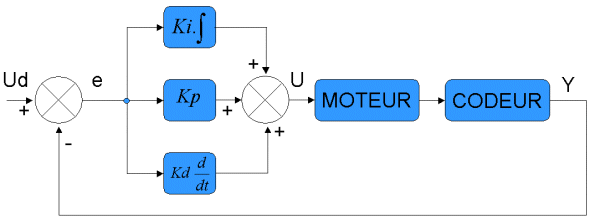 Ki.∫
+
Ud
e
+
U
Y
+
Kp
+
MOTEUR
CODEUR
-
+
Kd d/dt